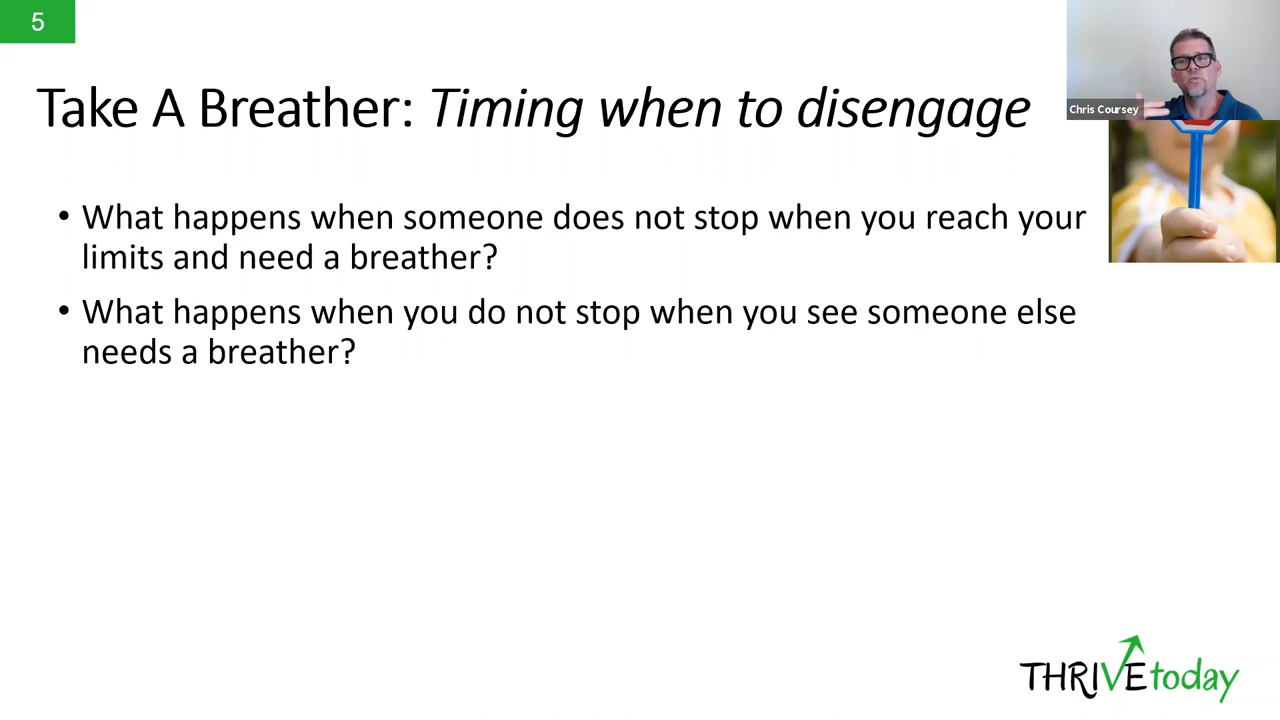 5
Take A Breather: Timing when to disengage
Chris Coursey
• What happens when someone does not stop when you reach your
limits and need a breather?
• What happens when you do not stop when you see someone else
needs a breather?
THRIVEtoday